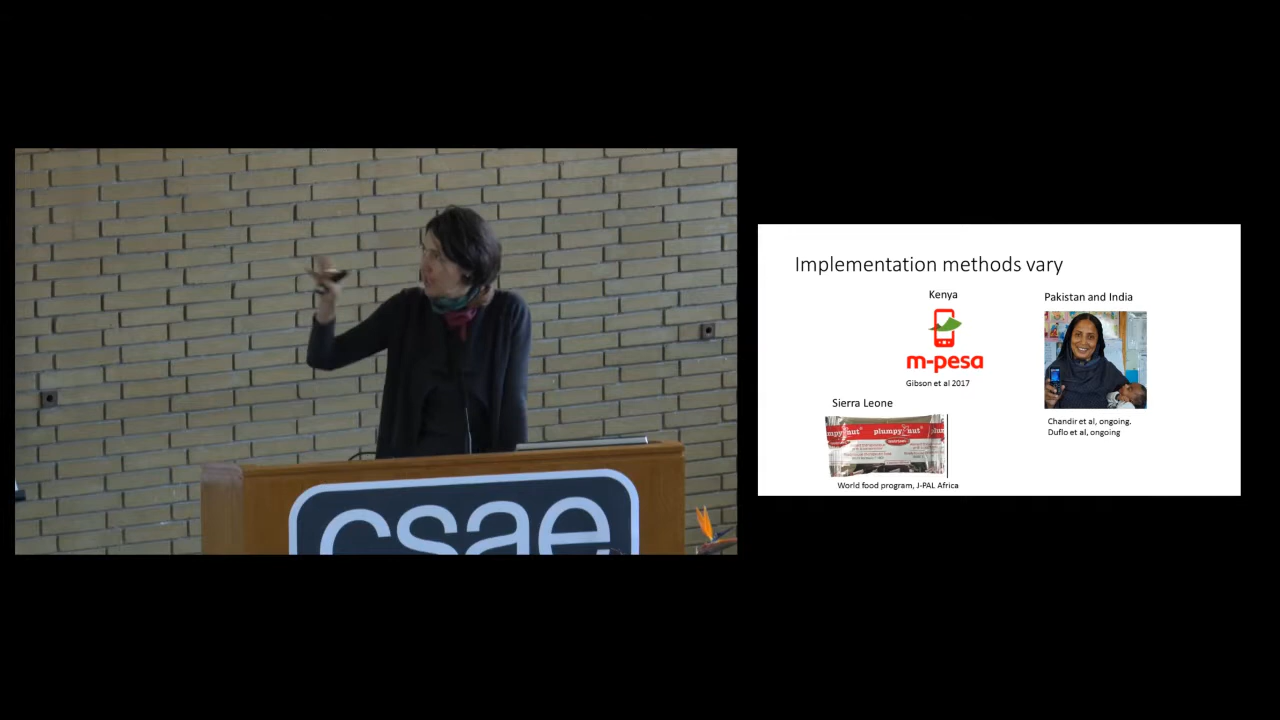 csae
Implementation methods vary
Kenya
m-pesa
Gibson et al 2017
Pakistan and India
Chandir et al, ongoing.
Duflo et al, ongoing
Sierra Leone
plumpy'nut
World food program, J-PAL Africa